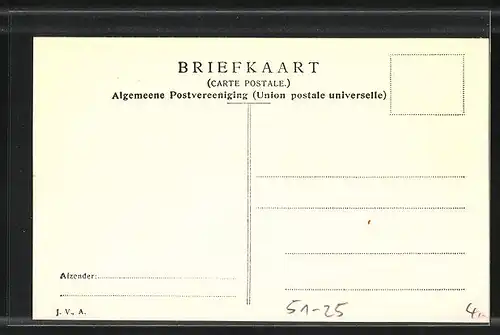 BRIEFKAART
(CARTE POSTALE.)
Algemeene Postvereeniging (Union postale universelle)
Afzender:
J. V. A.
51-25
4,-